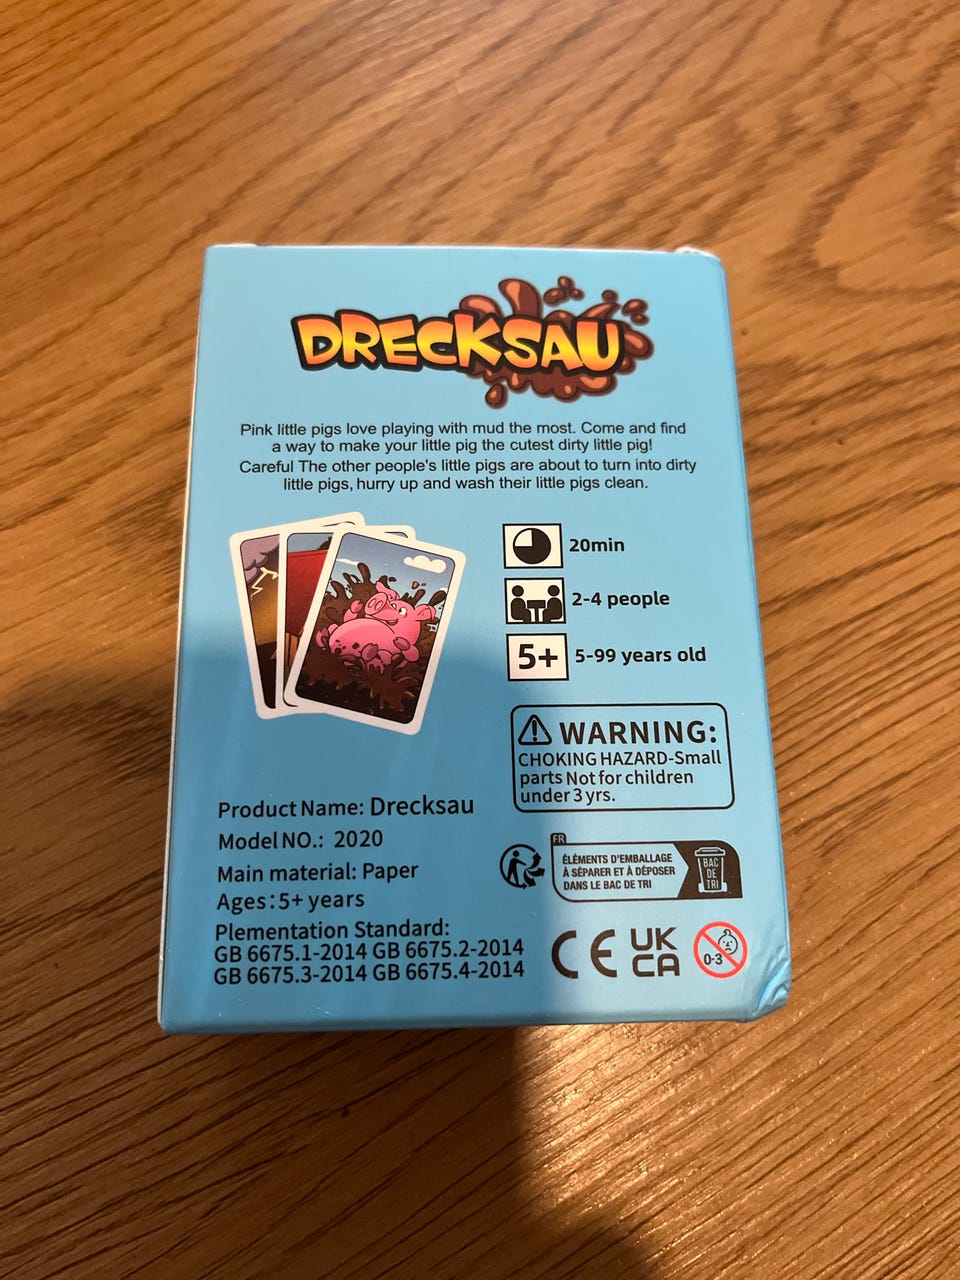 DRECKSAU
Pink little pigs love playing with mud the most. Come and find
a way to make your little pig the cutest dirty little pig!
Careful The other people's little pigs are about to turn into dirty
little pigs, hurry up and wash their little pigs clean.
20min
2-4 people
5+ 5-99 years old
WARNING:
CHOKING HAZARD-Small
parts Not for children
under 3 yrs.
Product Name: Drecksau
Model NO.: 2020
Main material: Paper
Ages:5+ years
Plementation Standard:
GB 6675.1-2014 GB 6675.2-2014
GB 6675.3-2014 GB 6675.4-2014
FR
ÉLÉMENTS D'EMBALLAGE
À SÉPARER ET À DÉPOSER
DANS LE BAC DE TRI
BAC
DE
TRI
CE
UK
CA
0-3